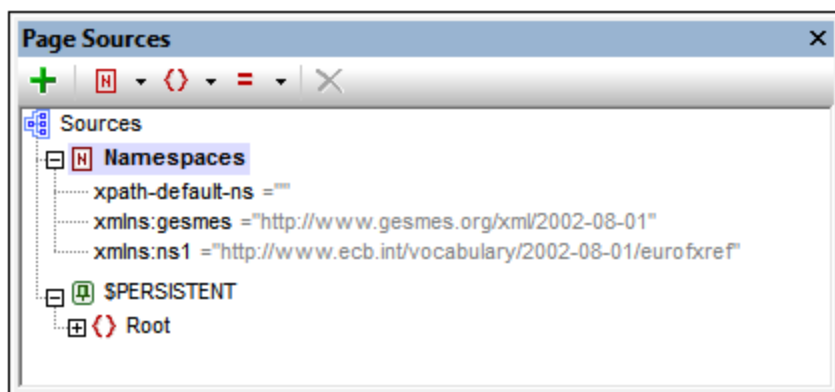 Page Sources
Sources
Namespaces
xpath-default-ns =""
xmlns:gesmes ="http://www.gesmes.org/xml/2002-08-01"
xmlns:ns1 ="http://www.ecb.int/vocabulary/2002-08-01/eurofxref"
$PERSISTENT
Root